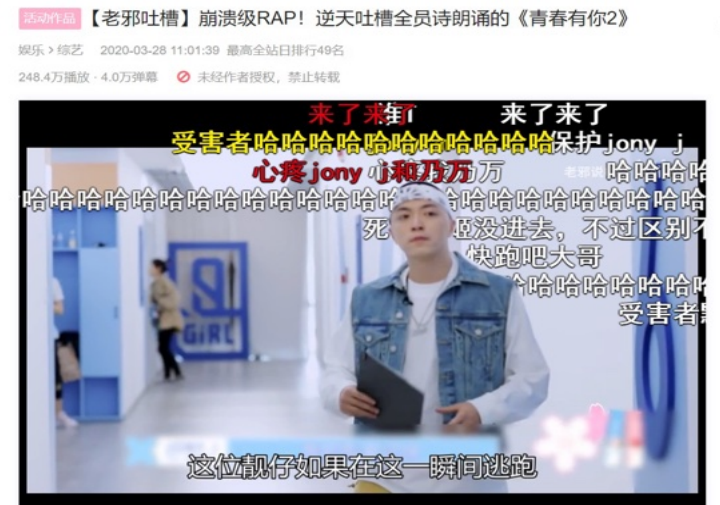 活动作品 【老邪吐槽】崩溃级RAP！逆天吐槽全员诗朗诵的《青春有你2》
娱乐 > 综艺 2020-03-28 11:01:39 最高全站日排行49名
248.4万播放 · 4.0万弹幕 未经作者授权，禁止转载
来了来了 来了来了
受害者哈哈哈哈哈哈哈哈哈哈哈 保护jony j
心疼jony j和乃万 万 老邪说 哈哈哈哈
哈哈哈哈哈哈哈哈哈哈哈哈哈哈哈哈哈哈哈哈哈哈哈哈哈
死 姬没进去，不过区别不
快跑吧大哥
哈哈哈哈哈哈哈
受害者
GiRL
这位靓仔如果在这一瞬间逃跑